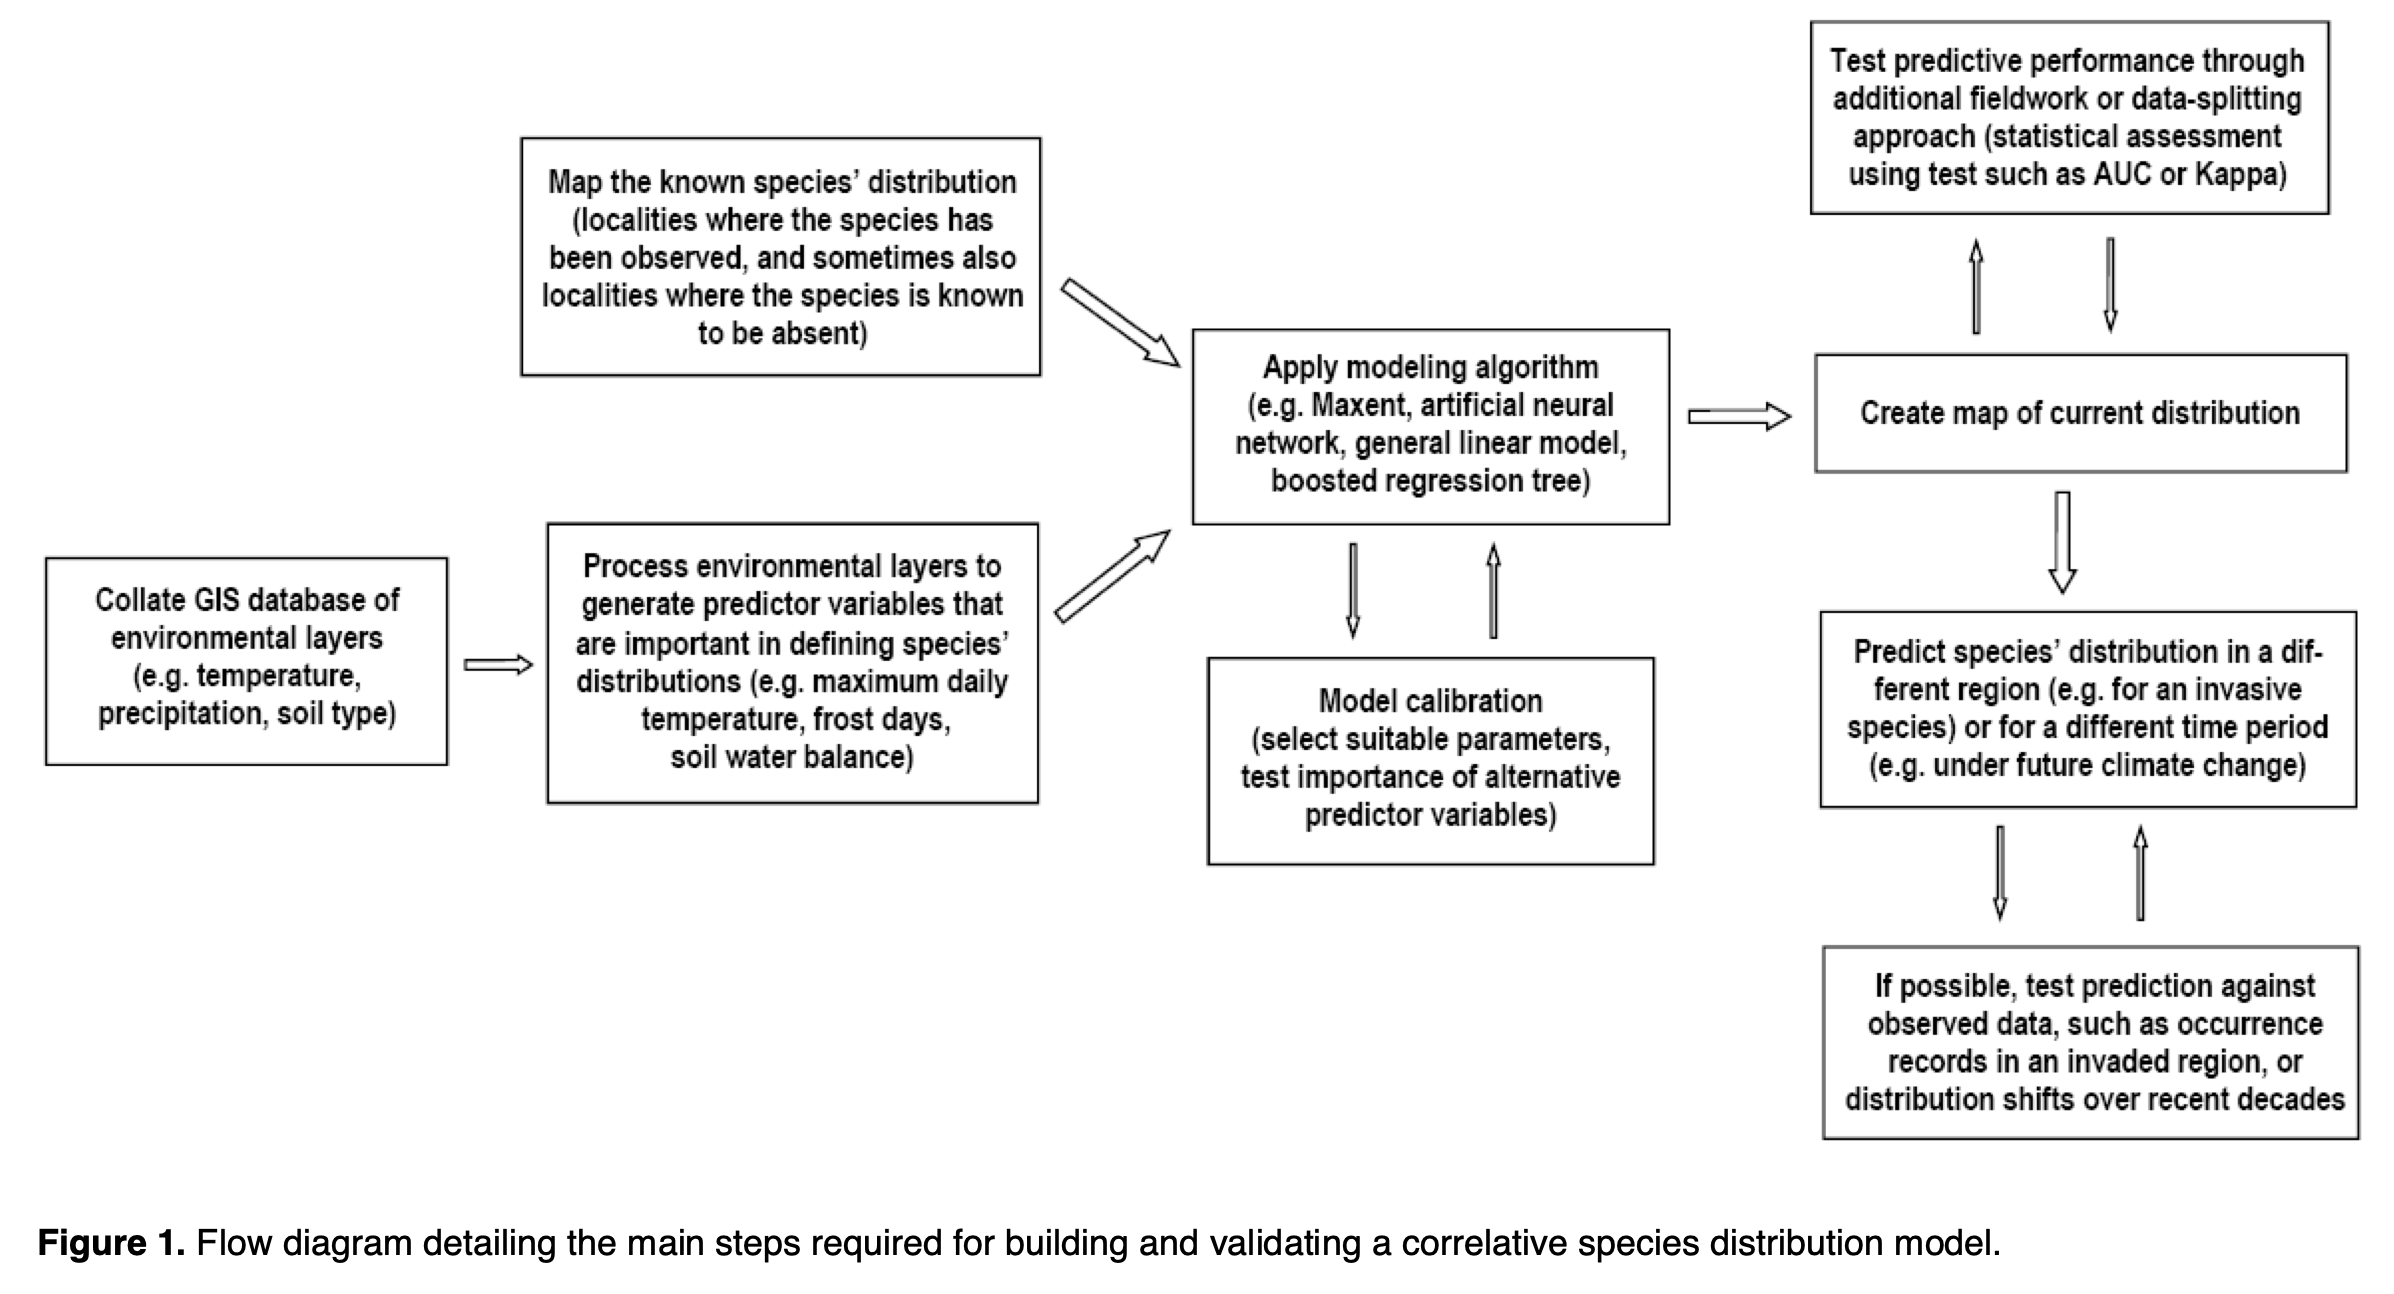 Collate GIS database of
environmental layers
(e.g. temperature,
precipitation, soil type)
Map the known species’ distribution
(localities where the species has
been observed, and sometimes also
localities where the species is known
to be absent)
Process environmental layers to
generate predictor variables that
are important in defining species’
distributions (e.g. maximum daily
temperature, frost days,
soil water balance)
Apply modeling algorithm
(e.g. Maxent, artificial neural
network, general linear model,
boosted regression tree)
Model calibration
(select suitable parameters,
test importance of alternative
predictor variables)
Test predictive performance through
additional fieldwork or data-splitting
approach (statistical assessment
using test such as AUC or Kappa)
Create map of current distribution
Predict species’ distribution in a dif-
ferent region (e.g. for an invasive
species) or for a different time period
(e.g. under future climate change)
If possible, test prediction against
observed data, such as occurrence
records in an invaded region, or
distribution shifts over recent decades
Figure 1. Flow diagram detailing the main steps required for building and validating a correlative species distribution model.